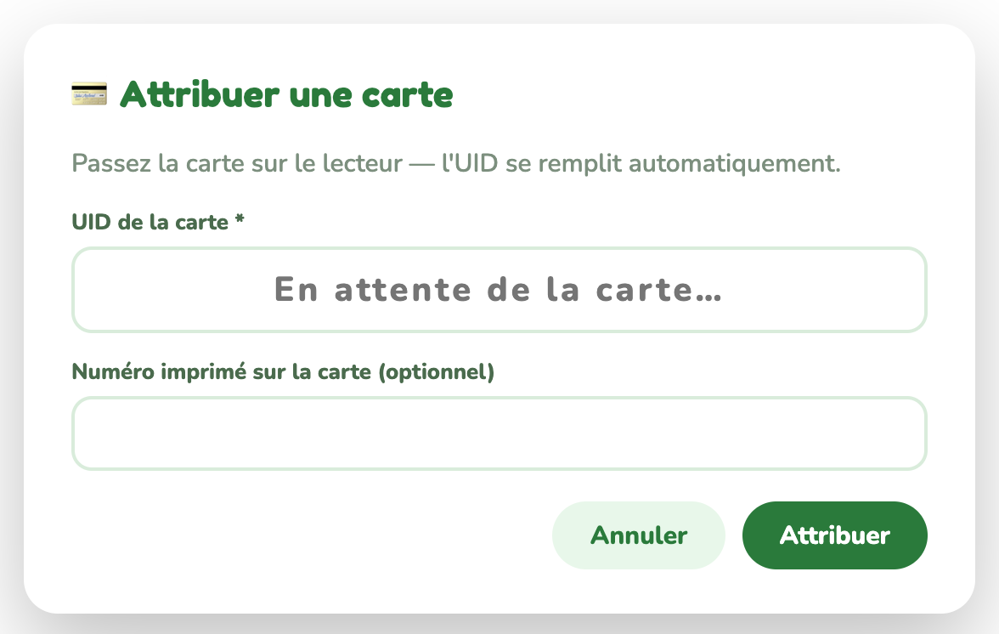 Attribuer une carte
Passez la carte sur le lecteur — l'UID se remplit automatiquement.
UID de la carte *
En attente de la carte…
Numéro imprimé sur la carte (optionnel)
Annuler
Attribuer